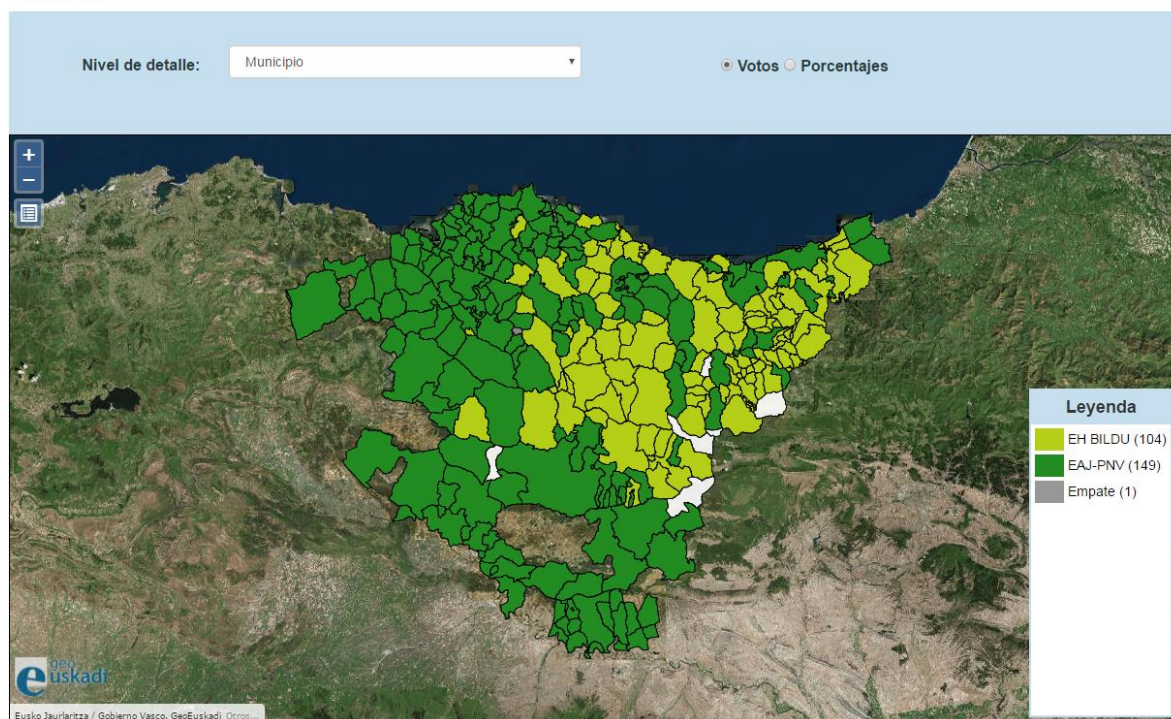 Nivel de detalle:
Municipio
Votos
Porcentajes
+
−
Leyenda
EH BILDU (104)
EAJ-PNV (149)
Empate (1)
geo
euskadi
Eusko Jaurlaritza / Gobierno Vasco. GeoEuskadi Otros...